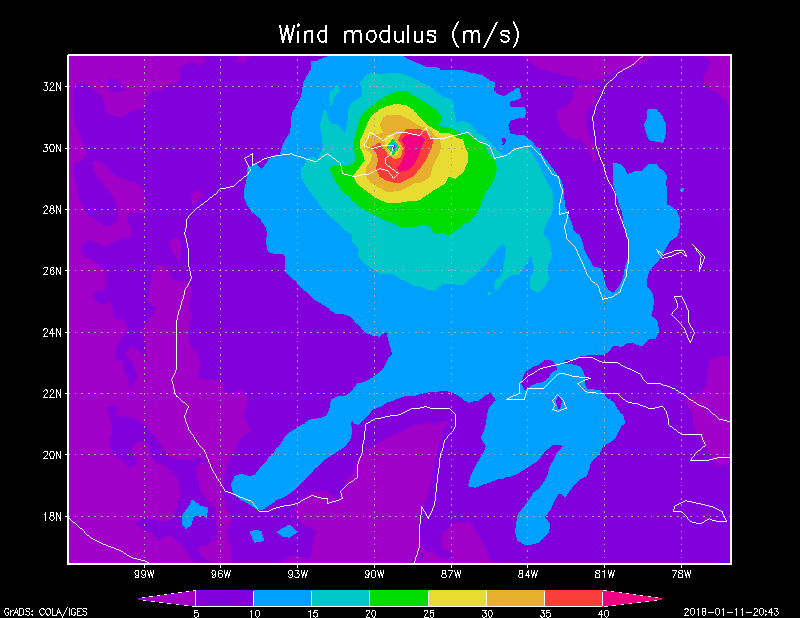 Wind modulus (m/s)
32N
30N
28N
26N
24N
22N
20N
18N
99W 96W 93W 90W 87W 84W 81W 78W
5 10 15 20 25 30 35 40
GrADS: COLA/IGES 2018-01-11-20:43